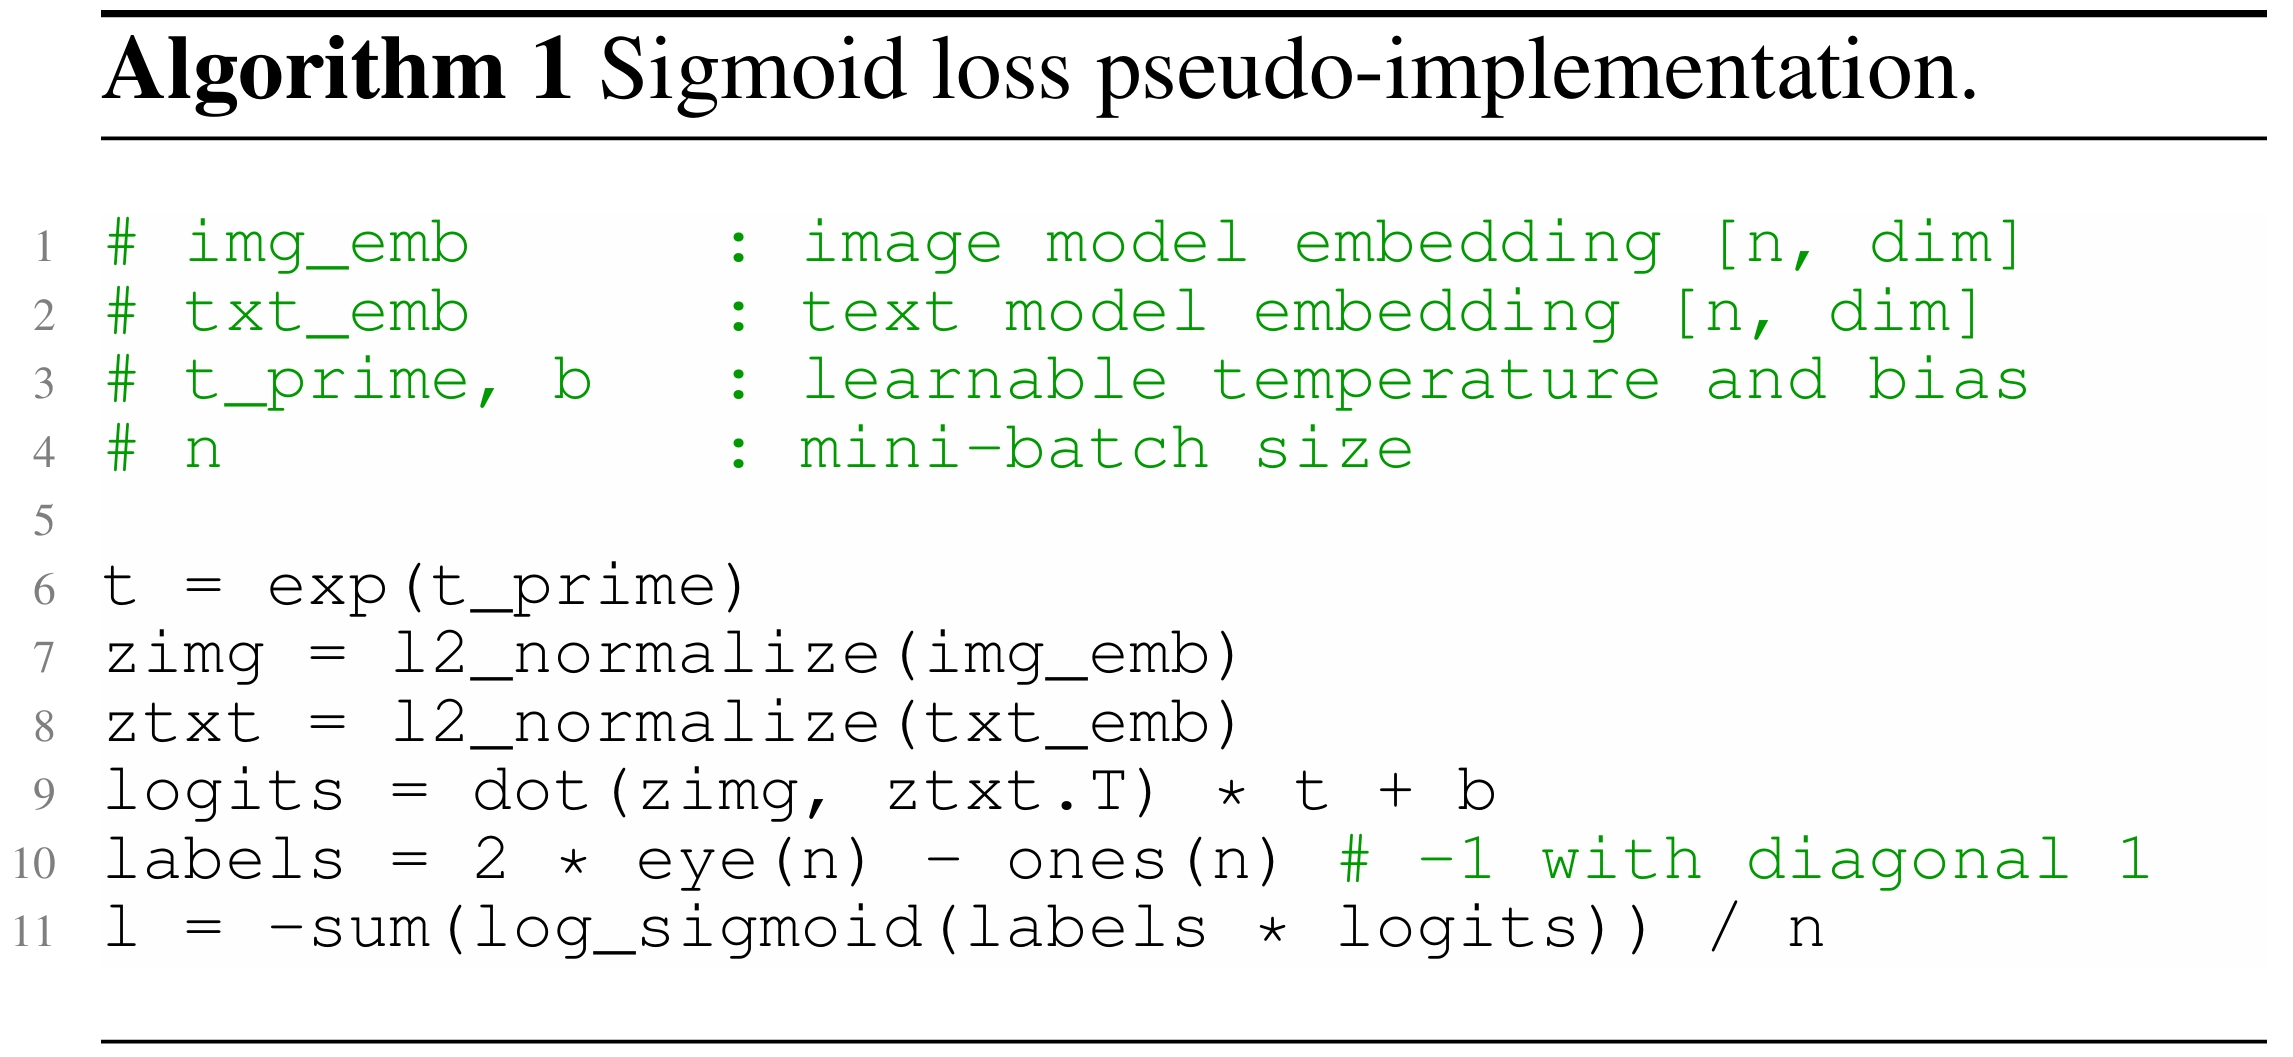 Algorithm 1 Sigmoid loss pseudo-implementation.
1 # img_emb : image model embedding [n, dim]
2 # txt_emb : text model embedding [n, dim]
3 # t_prime, b : learnable temperature and bias
4 # n : mini-batch size
5
6 t = exp(t_prime)
7 zimg = l2_normalize(img_emb)
8 ztxt = l2_normalize(txt_emb)
9 logits = dot(zimg, ztxt.T) * t + b
10 labels = 2 * eye(n) - ones(n) # -1 with diagonal 1
11 l = -sum(log_sigmoid(labels * logits)) / n